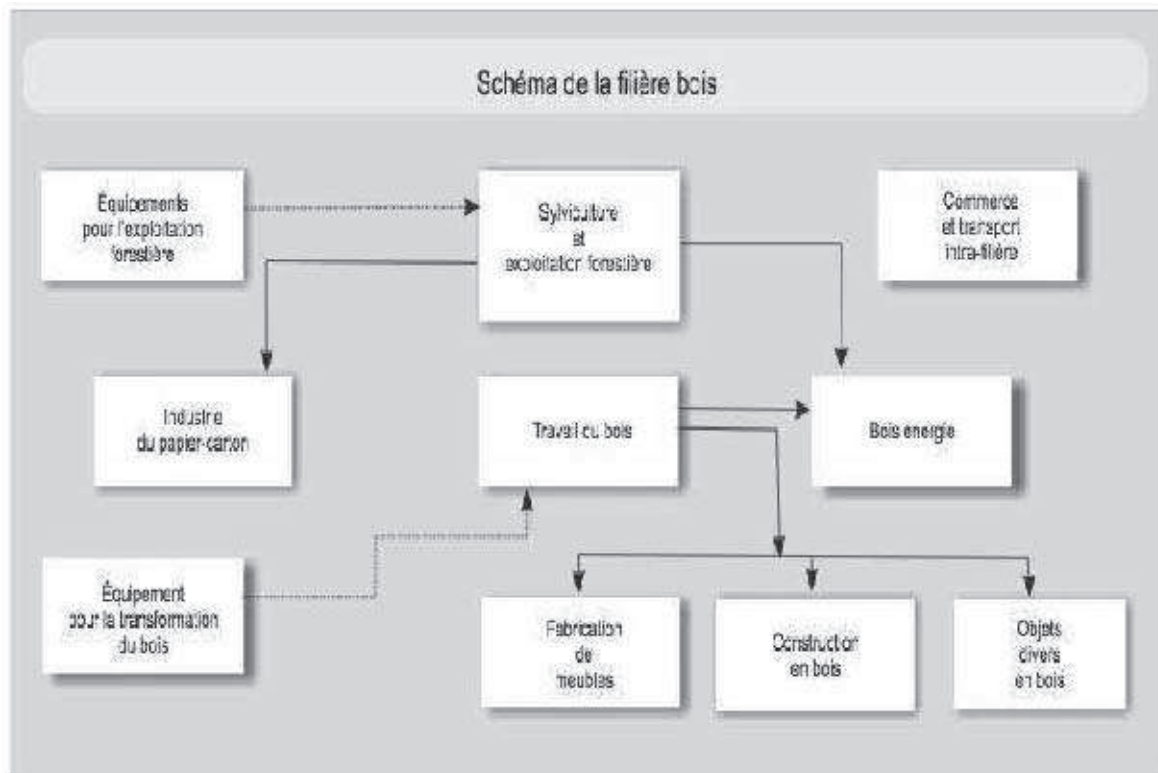 Schéma de la filière bois
Équipements
pour l'exploitation
forestière
Sylviculture
et
exploitation forestière
Commerce
et transport
intra-filière
Industrie
du papier-carton
Travail du bois
Bois energie
Équipement
pour la transformation
du bois
Fabrication
de
meubles
Construction
en bois
Objets
divers
en bois